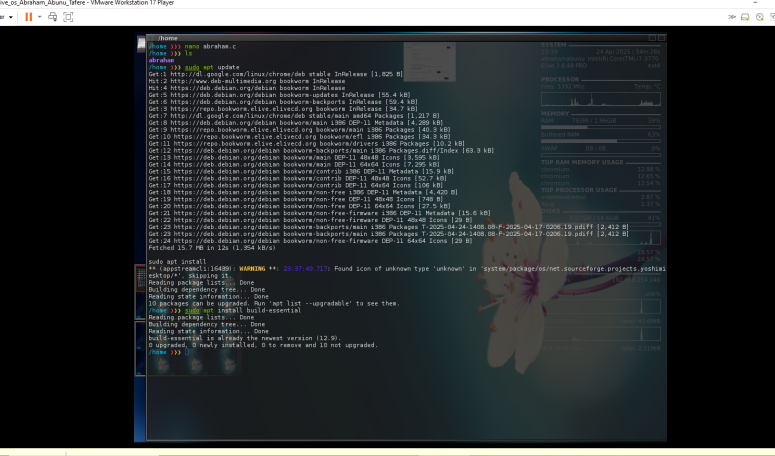 ive_os_Abraham_Abunu_Tafere - VMware Workstation 17 Player
/home
/home ))) nano abraham.c
/home ))) ls
abraham
/home ))) sudo apt update
Get:1 http://dl.google.com/linux/chrome/deb stable InRelease [1,825 B]
Hit:2 http://www.deb-multimedia.org bookworm InRelease
Hit:4 https://deb.debian.org/debian bookworm InRelease
Get:5 https://deb.debian.org/debian bookworm-updates InRelease [55.4 kB]
Get:6 https://deb.debian.org/debian bookworm-backports InRelease [59.4 kB]
Get:3 https://repo.bookworm.elive.elivecd.org bookworm InRelease [34.7 kB]
Get:7 http://dl.google.com/linux/chrome/deb stable/main amd64 Packages [1,217 B]
Get:8 https://deb.debian.org/debian bookworm/main i386 DEP-11 Metadata [4,289 kB]
Get:9 https://repo.bookworm.elive.elivecd.org bookworm/main i386 Packages [40.3 kB]
Get:10 https://repo.bookworm.elive.elivecd.org bookworm/efl i386 Packages [34.3 kB]
Get:11 https://repo.bookworm.elive.elivecd.org bookworm/drivers i386 Packages [10.2 kB]
Get:12 https://deb.debian.org/debian bookworm-backports/main i386 Packages.diff/Index [63.3 kB]
Get:13 https://deb.debian.org/debian bookworm/main DEP-11 48x48 Icons [3,595 kB]
Get:14 https://deb.debian.org/debian bookworm/main DEP-11 64x64 Icons [7,295 kB]
Get:15 https://deb.debian.org/debian bookworm/contrib i386 DEP-11 Metadata [15.9 kB]
Get:16 https://deb.debian.org/debian bookworm/contrib DEP-11 48x48 Icons [52.7 kB]
Get:17 https://deb.debian.org/debian bookworm/contrib DEP-11 64x64 Icons [106 kB]
Get:18 https://deb.debian.org/debian bookworm/non-free i386 DEP-11 Metadata [4,420 B]
Get:19 https://deb.debian.org/debian bookworm/non-free DEP-11 48x48 Icons [748 B]
Get:20 https://deb.debian.org/debian bookworm/non-free DEP-11 64x64 Icons [27.5 kB]
Get:21 https://deb.debian.org/debian bookworm/non-free-firmware i386 DEP-11 Metadata [15.6 kB]
Get:22 https://deb.debian.org/debian bookworm/non-free-firmware DEP-11 48x48 Icons [29 B]
Get:23 https://deb.debian.org/debian bookworm-backports/main i386 Packages T-2025-04-24-1408.08-F-2025-04-17-0206.19.pdiff [2,412 B]
Get:23 https://deb.debian.org/debian bookworm-backports/main i386 Packages T-2025-04-24-1408.08-F-2025-04-17-0206.19.pdiff [2,412 B]
Get:24 https://deb.debian.org/debian bookworm/non-free-firmware DEP-11 64x64 Icons [29 B]
Fetched 15.7 MB in 12s (1,354 kB/s)
sudo apt install
** (appstreamcli:16489): WARNING **: Found icon of unknown type 'unknown' in 'system/package/os/net.sourceforge.projects.yoshimi
esktop/*', skipping it.
Reading package lists... Done
Building dependency tree... Done
Reading state information... Done
10 packages can be upgraded. Run 'apt list --upgradable' to see them.
/home ))) sudo apt install build-essential
Reading package lists... Done
Building dependency tree... Done
Reading state information... Done
build-essential is already the newest version (12.9).
0 upgraded, 0 newly installed, 0 to remove and 10 not upgraded.
/home )))
SYSTEM
24 Apr 2025
PROCESSOR
MEMORY
RAM
39%
Buffered RAM
63%
SWAP
0%
TOP RAM MEMORY USAGE
chromium 12.98 %
chromium 12.65 %
chromium 12.54 %
TOP PROCESSOR USAGE
41%